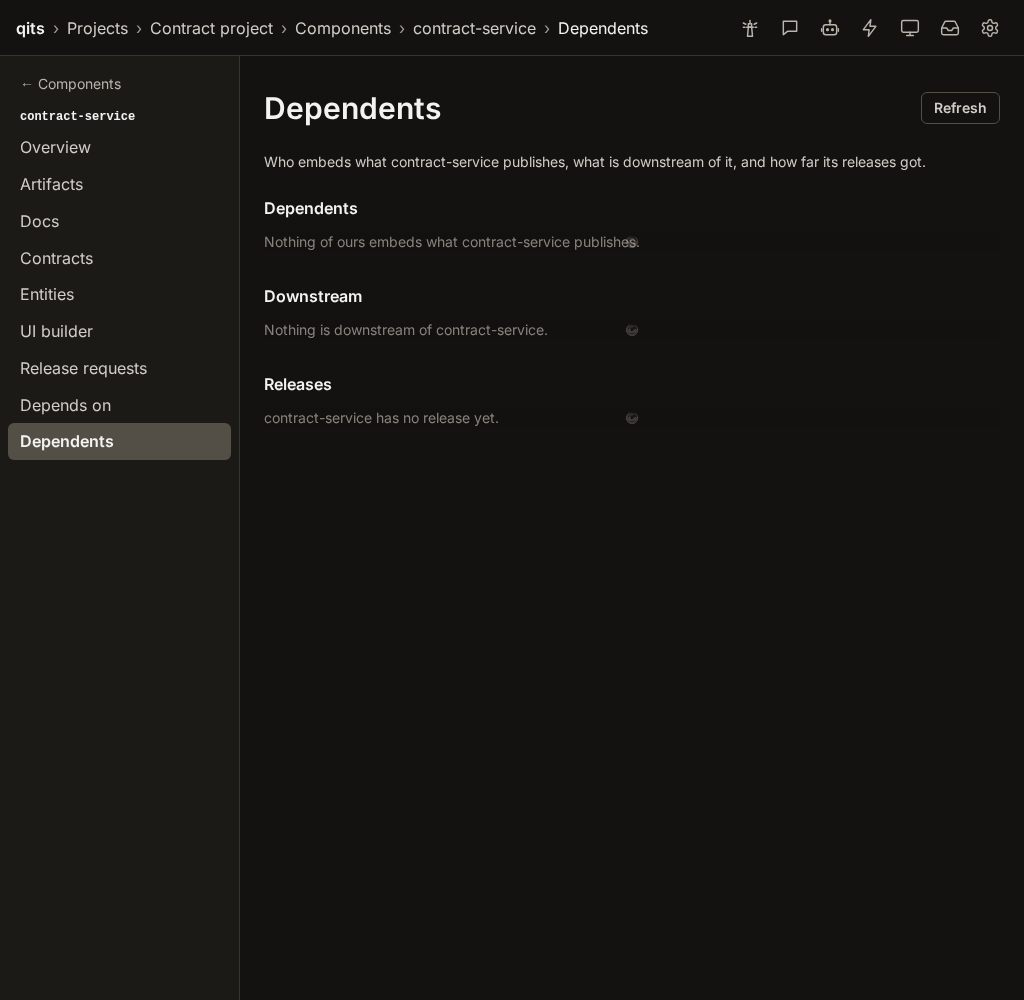 qits › Projects › Contract project › Components › contract-service › Dependents
← Components
contract-service
Overview
Artifacts
Docs
Contracts
Entities
UI builder
Release requests
Depends on
Dependents
Dependents
Refresh
Who embeds what contract-service publishes, what is downstream of it, and how far its releases got.
Dependents
Nothing of ours embeds what contract-service publishes.
Downstream
Nothing is downstream of contract-service.
Releases
contract-service has no release yet.